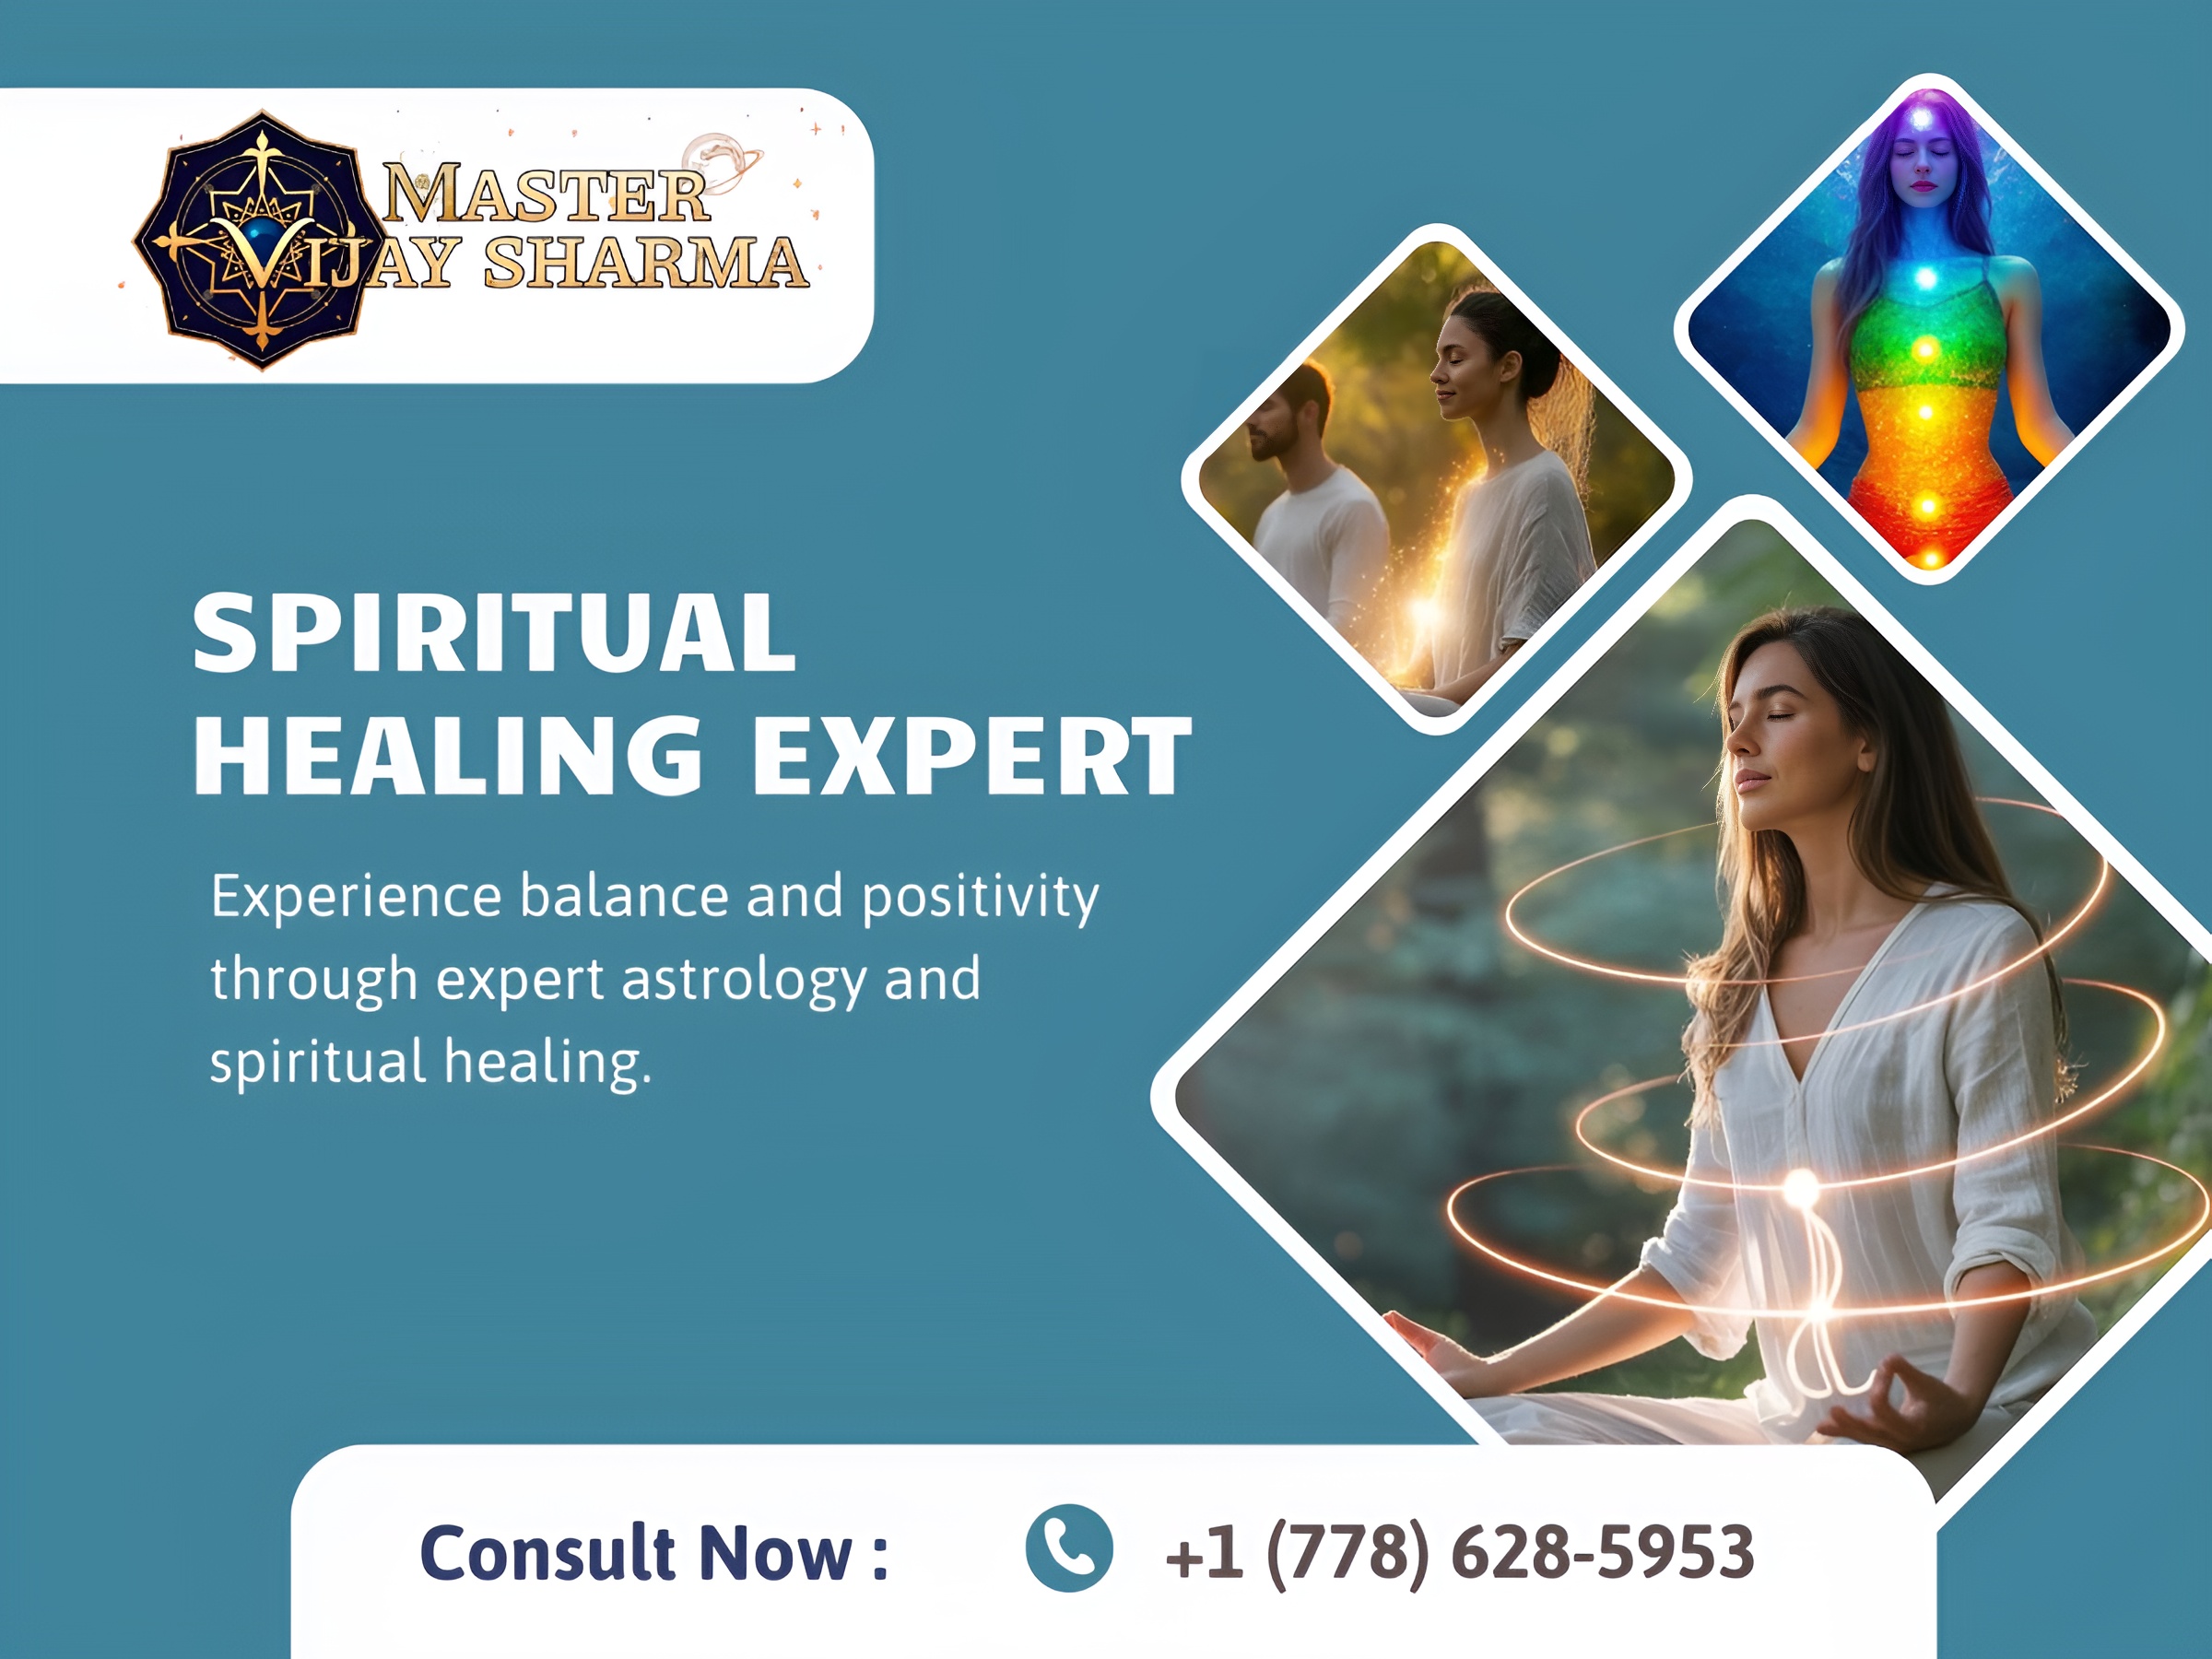 MASTER
VIJAY SHARMA
SPIRITUAL
HEALING EXPERT
Experience balance and positivity
through expert astrology and
spiritual healing.
Consult Now :
+1 (778) 628-5953